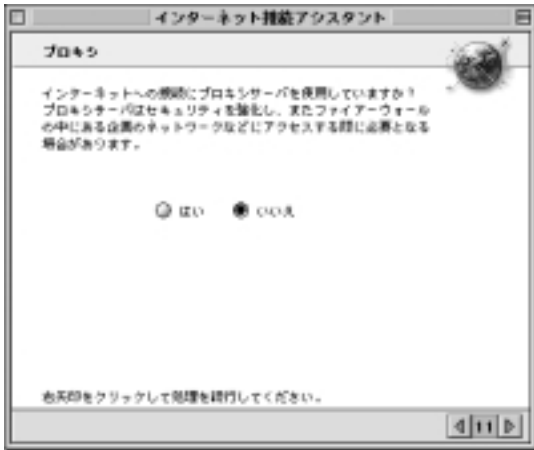 インターネット接続アシスタント
プロキシ
インターネットへの接続にプロキシサーバを使用していますか？
プロキシサーバはセキュリティを強化し、またファイアーウォール
の中にある企業のネットワークなどにアクセスする際に必要となる
場合があります。
はい いいえ
右矢印をクリックして処理を続行してください。
11